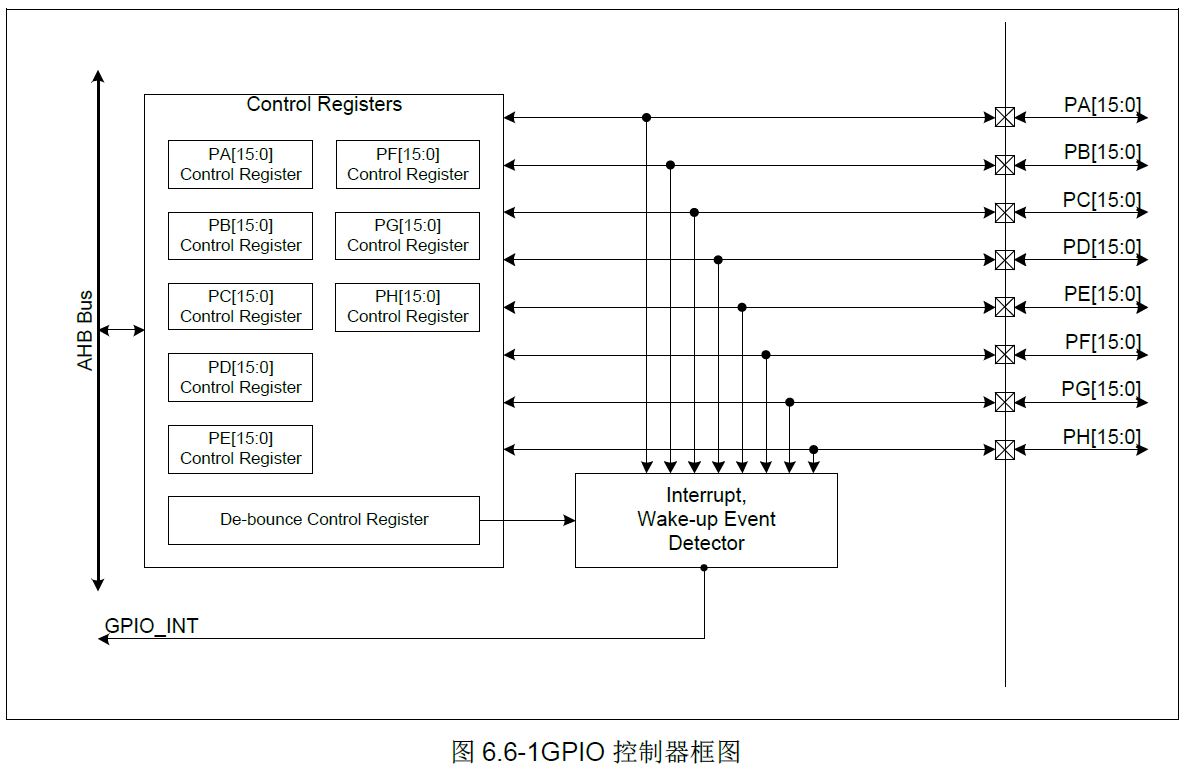 Control Registers
PA[15:0]
Control Register
PF[15:0]
Control Register
PB[15:0]
Control Register
PG[15:0]
Control Register
PC[15:0]
Control Register
PH[15:0]
Control Register
PD[15:0]
Control Register
PE[15:0]
Control Register
De-bounce Control Register
AHB Bus
Interrupt,
Wake-up Event
Detector
GPIO_INT
PA[15:0]
PB[15:0]
PC[15:0]
PD[15:0]
PE[15:0]
PF[15:0]
PG[15:0]
PH[15:0]
图 6.6-1GPIO 控制器框图